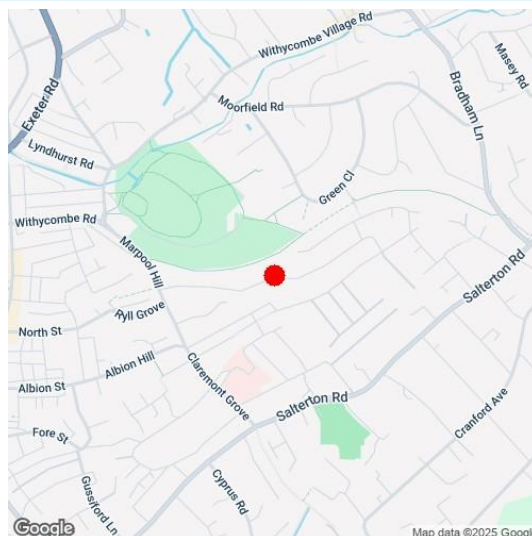 Withycombe Village Rd
Masey Rd
Exeter Rd
Moorfield Rd
Bradham Ln
Lyndhurst Rd
Green Cl
Withycombe Rd
Marpool Hill
Salterton Rd
Ryll Grove
North St
Albion Hill
Albion St
Claremont Grove
Salterton Rd
Cranford Ave
Fore St
Gussiford Ln
Cyprus Rd
Google
Map data ©2025 Google